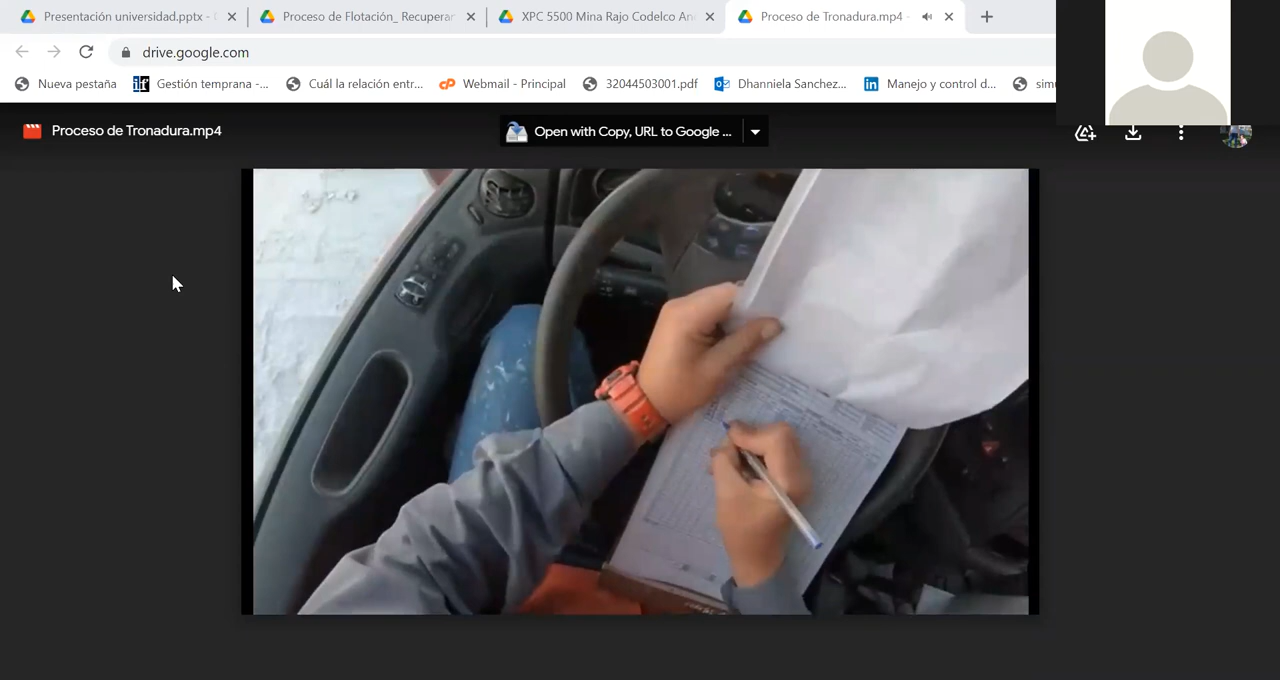 Presentación universidad.pptx -
Proceso de Flotación_ Recuperar
XPC 5500 Mina Rajo Codelco An
Proceso de Tronadura.mp4 -
drive.google.com
Nueva pestaña
Gestión temprana -...
Cuál la relación entr...
Webmail - Principal
32044503001.pdf
Dhanniela Sanchez...
Manejo y control d...
sim
Proceso de Tronadura.mp4
Open with Copy, URL to Google ...